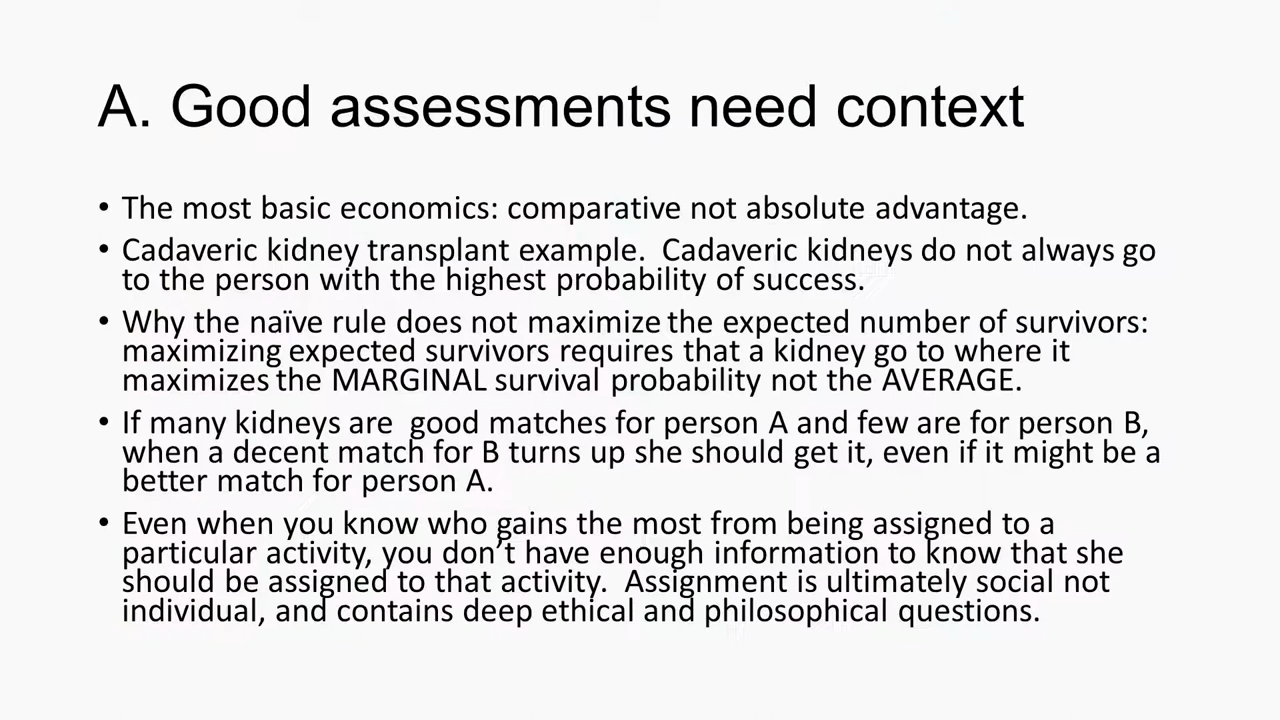 A. Good assessments need context
• The most basic economics: comparative not absolute advantage.
• Cadaveric kidney transplant example.  Cadaveric kidneys do not always go
to the person with the highest probability of success.
• Why the naïve rule does not maximize the expected number of survivors:
maximizing expected survivors requires that a kidney go to where it
maximizes the MARGINAL survival probability not the AVERAGE.
• If many kidneys are  good matches for person A and few are for person B,
when a decent match for B turns up she should get it, even if it might be a
better match for person A.
• Even when you know who gains the most from being assigned to a
particular activity, you don’t have enough information to know that she
should be assigned to that activity.  Assignment is ultimately social not
individual, and contains deep ethical and philosophical questions.